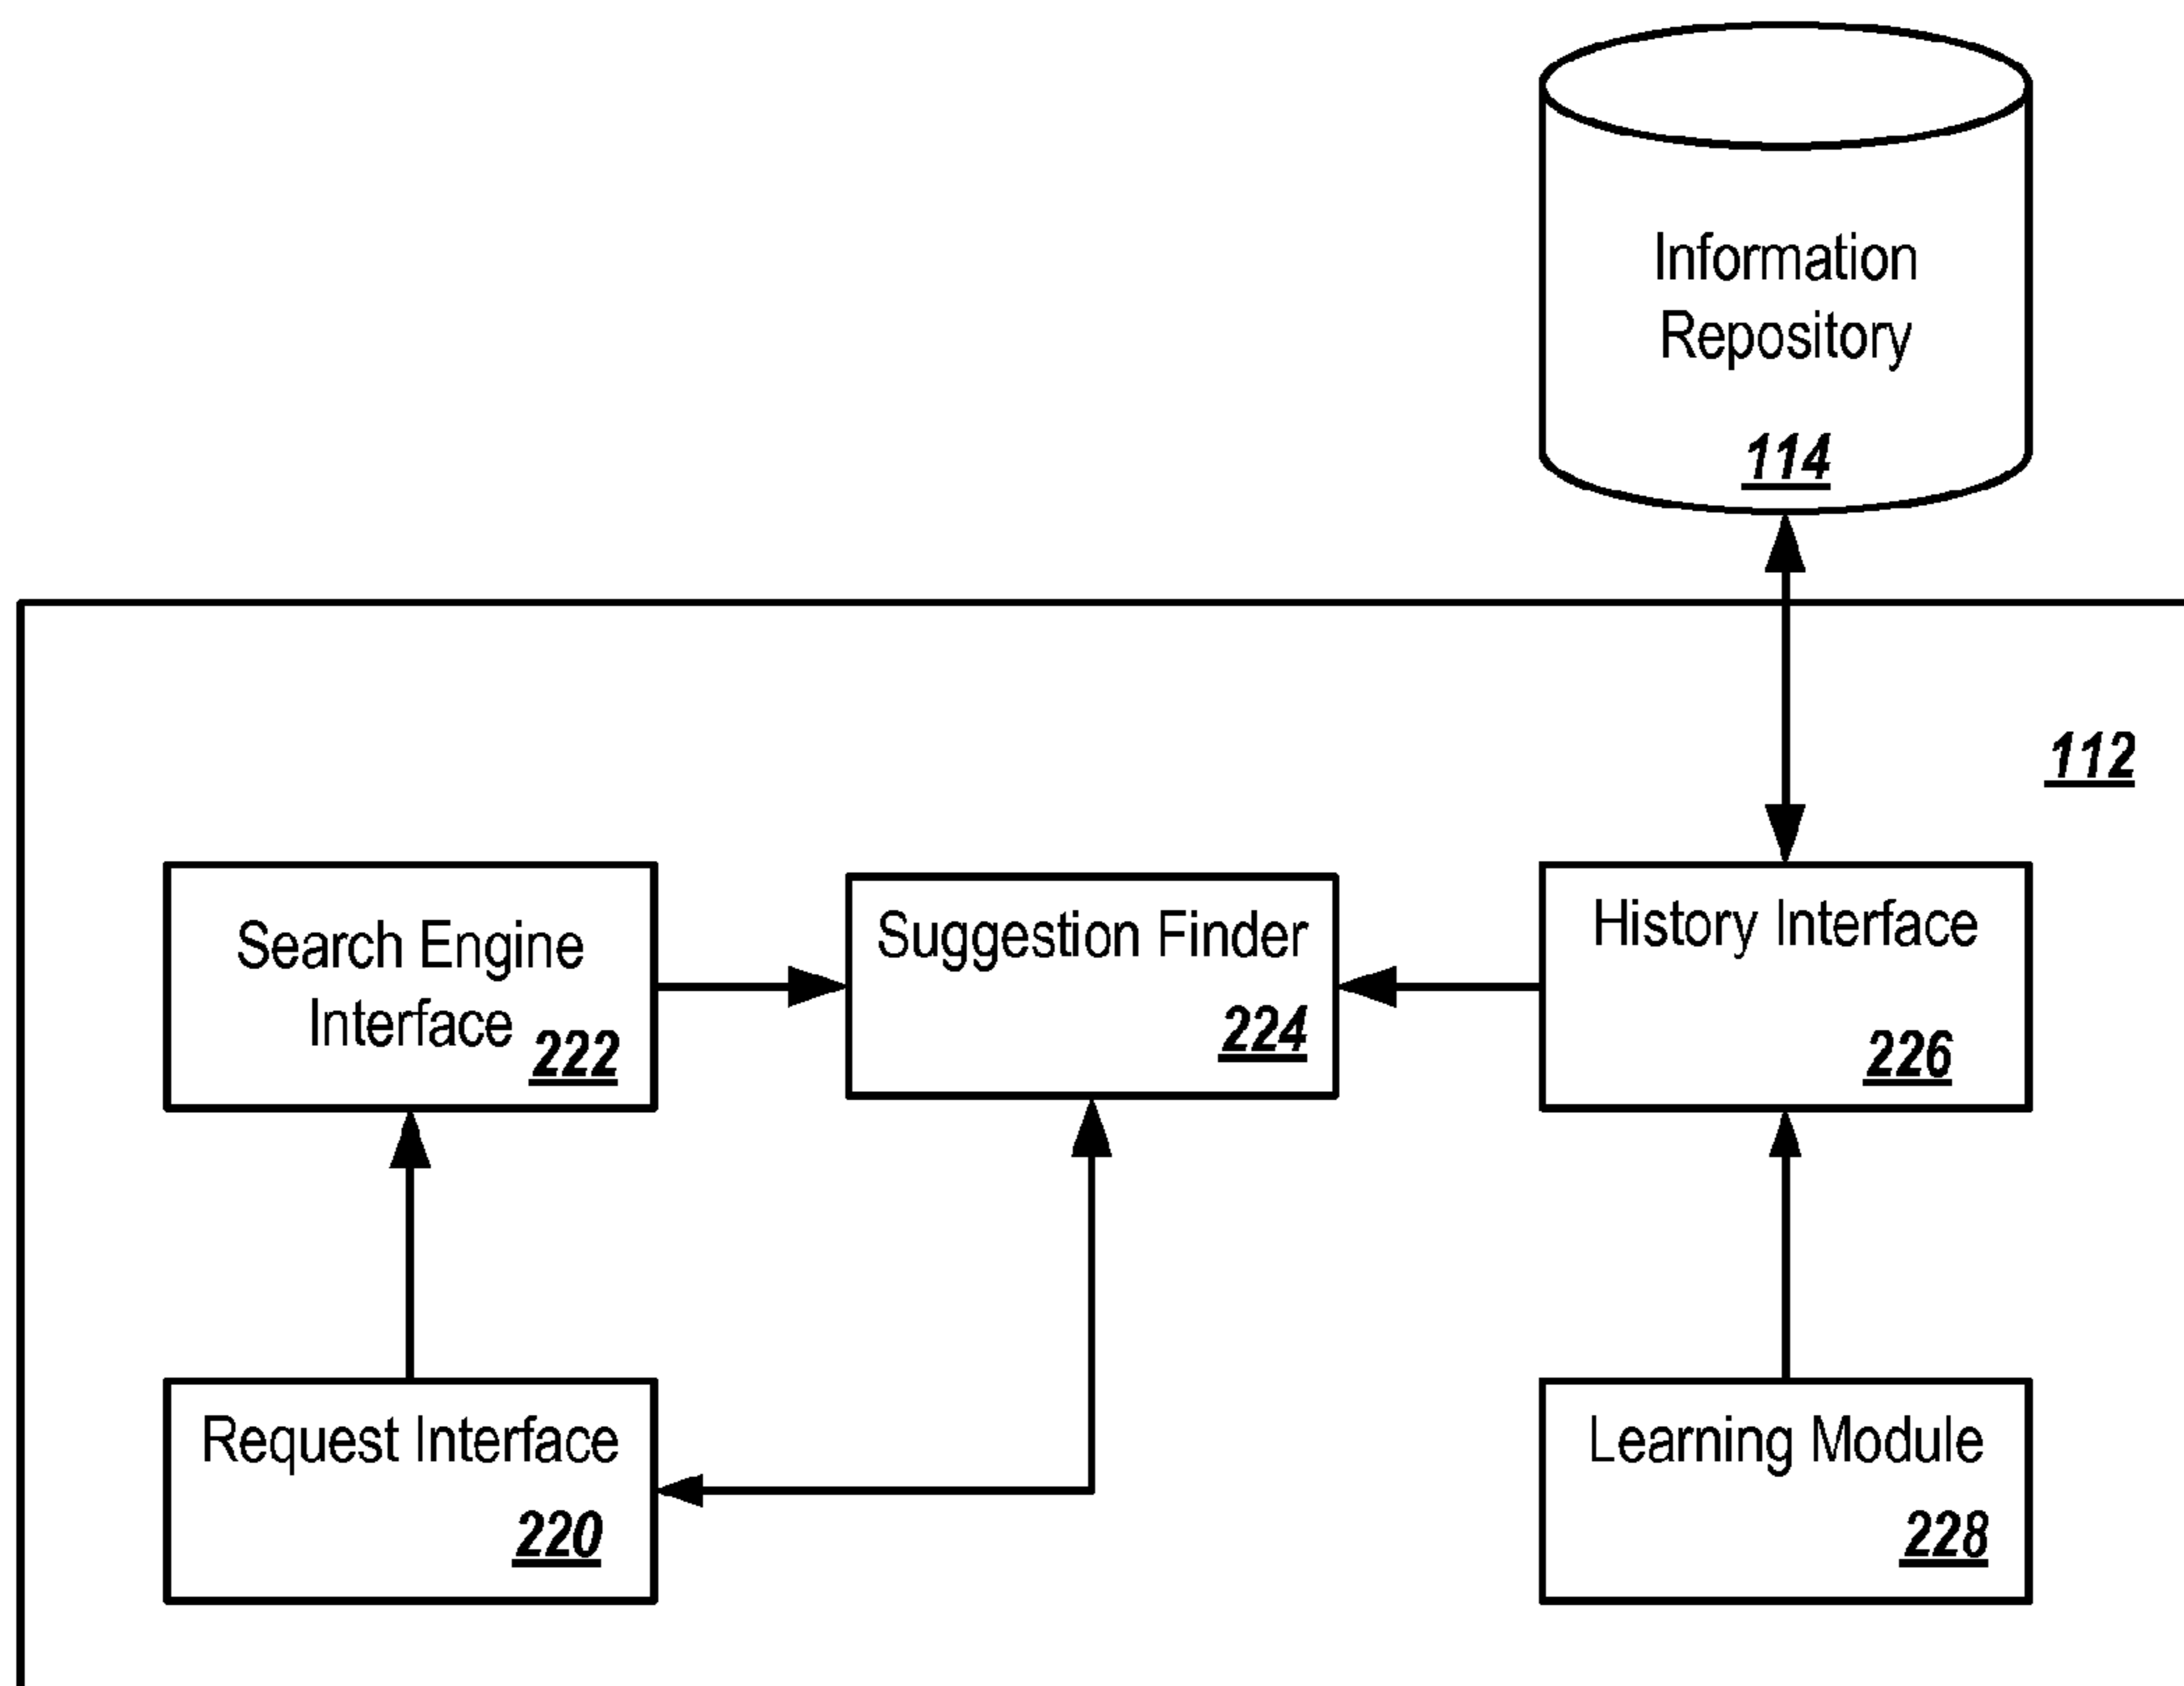 Information
Repository
114
112
Search Engine
Interface 222
Suggestion Finder
224
History Interface
226
Request Interface
220
Learning Module
228